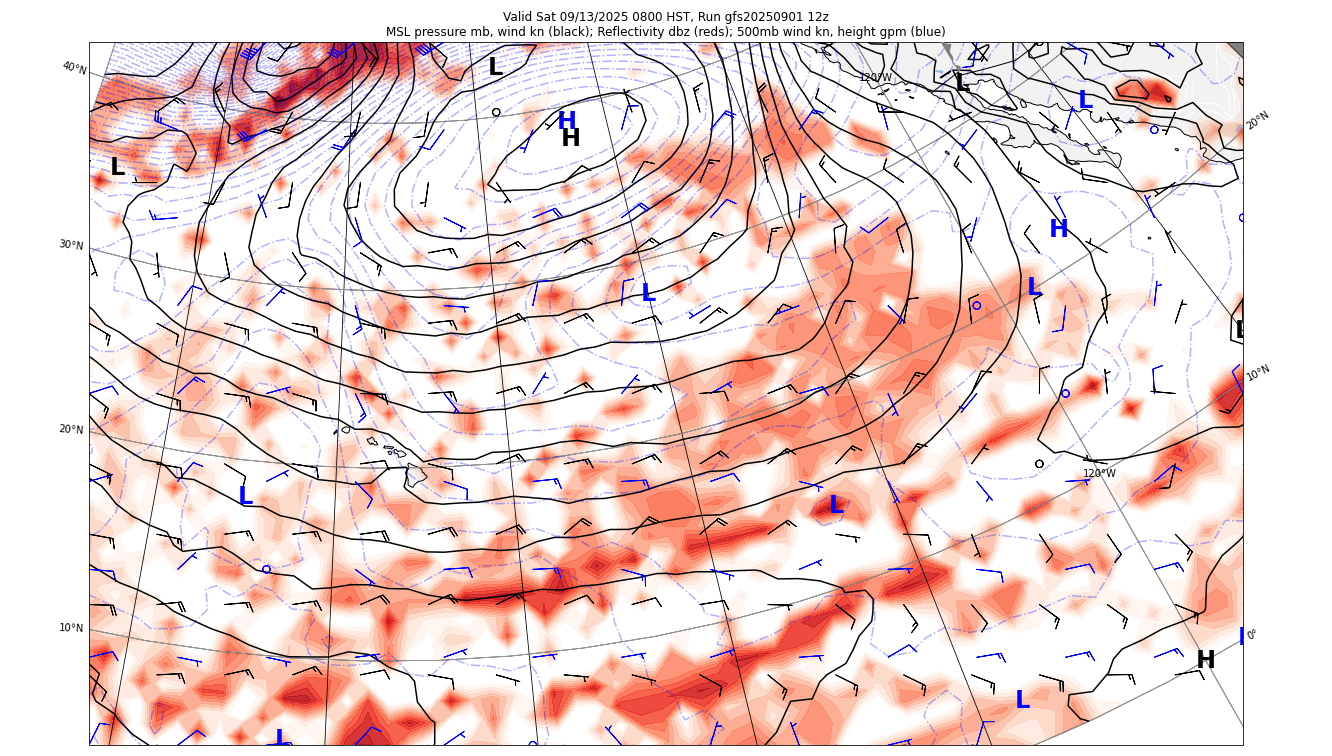 Valid Sat 09/13/2025 0800 HST, Run gfs20250901 12z
MSL pressure mb, wind kn (black); Reflectivity dbz (reds); 500mb wind kn, height gpm (blue)
40°N
L
120°W
L
L
20°N
H
H
L
30°N
H
L
L
L
10°N
20°N
120°W
L
L
10°N
0°
H
L
L